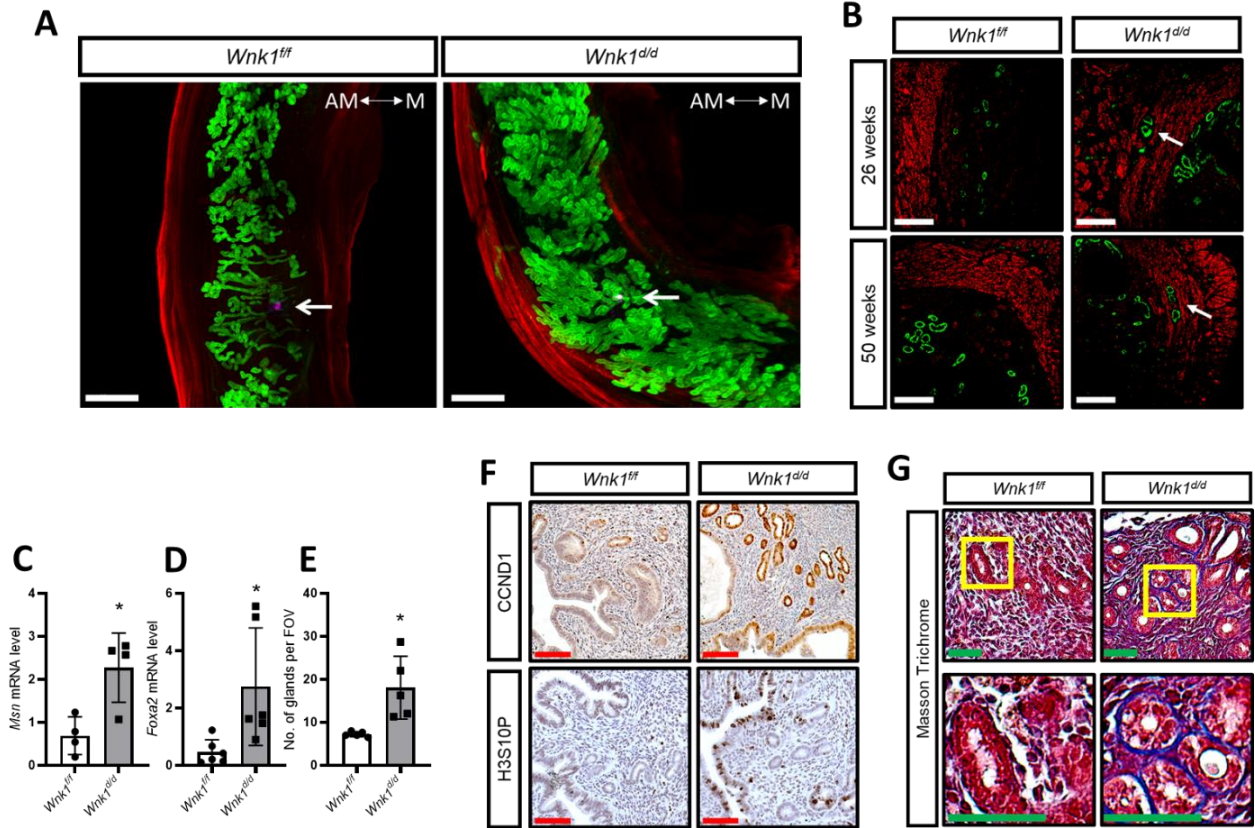 A
Wnk1f/f
Wnk1d/d
AM M
AM M
B
Wnk1f/f
Wnk1d/d
26 weeks
50 weeks
C
Msn mRNA level
4
3
2
1
0
*
Wnk1f/f
Wnk1d/d
D
Foxa2 mRNA level
6
4
2
0
*
Wnk1f/f
Wnk1d/d
E
No. of glands per FOV
40
30
20
10
0
*
Wnk1f/f
Wnk1d/d
F
Wnk1f/f
Wnk1d/d
CCND1
H3S10P
G
Wnk1f/f
Wnk1d/d
Masson Trichrome